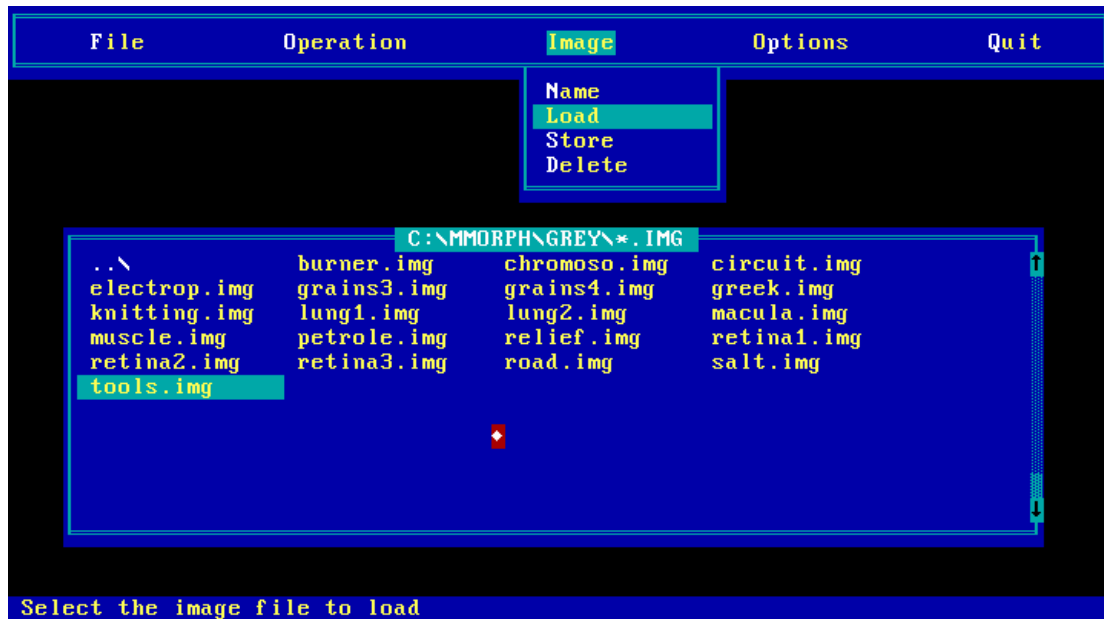 File Operation Image Options Quit
Name
Load
Store
Delete
C:\MMORPH\GREY\*.IMG
..\ burner.img chromoso.img circuit.img
electrop.img grains3.img grains4.img greek.img
knitting.img lung1.img lung2.img macula.img
muscle.img petrole.img relief.img retina1.img
retina2.img retina3.img road.img salt.img
tools.img
Select the image file to load